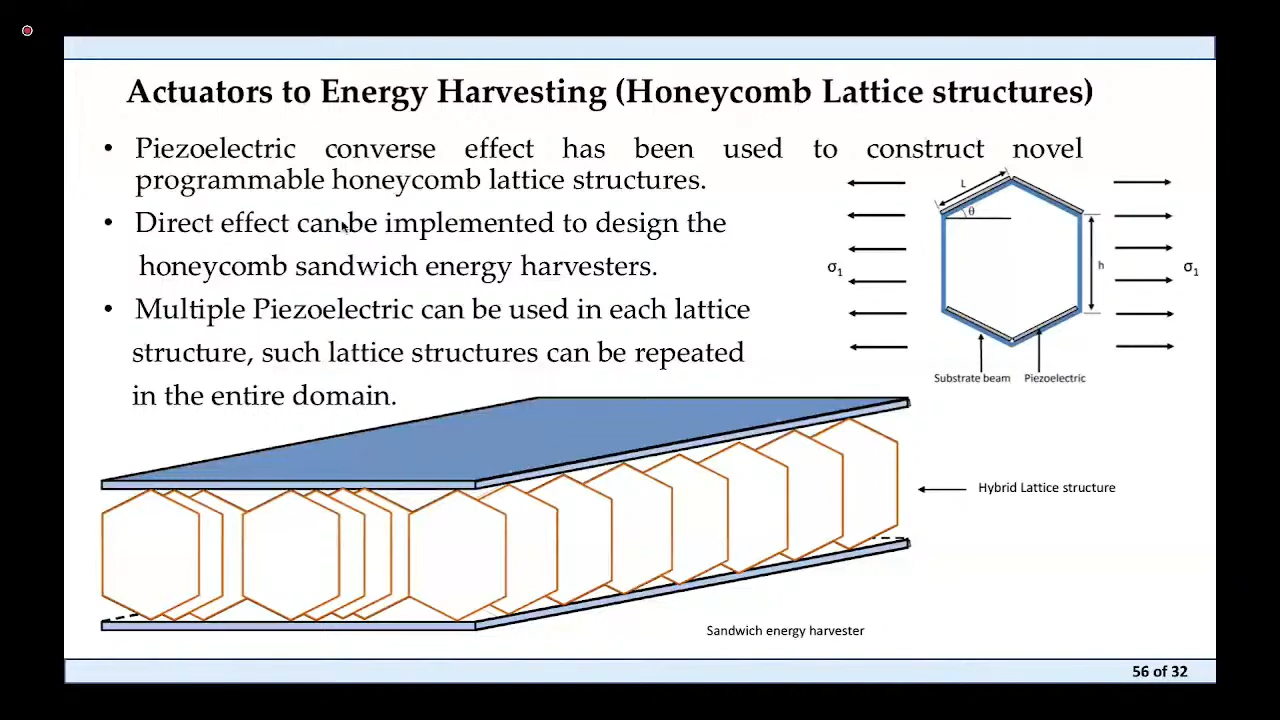 Actuators to Energy Harvesting (Honeycomb Lattice structures)
• Piezoelectric converse effect has been used to construct novel
programmable honeycomb lattice structures.
• Direct effect can be implemented to design the
honeycomb sandwich energy harvesters.
• Multiple Piezoelectric can be used in each lattice
structure, such lattice structures can be repeated
in the entire domain.
L
θ
h
σ1
σ1
Substrate beam
Piezoelectric
Hybrid Lattice structure
Sandwich energy harvester
56 of 32